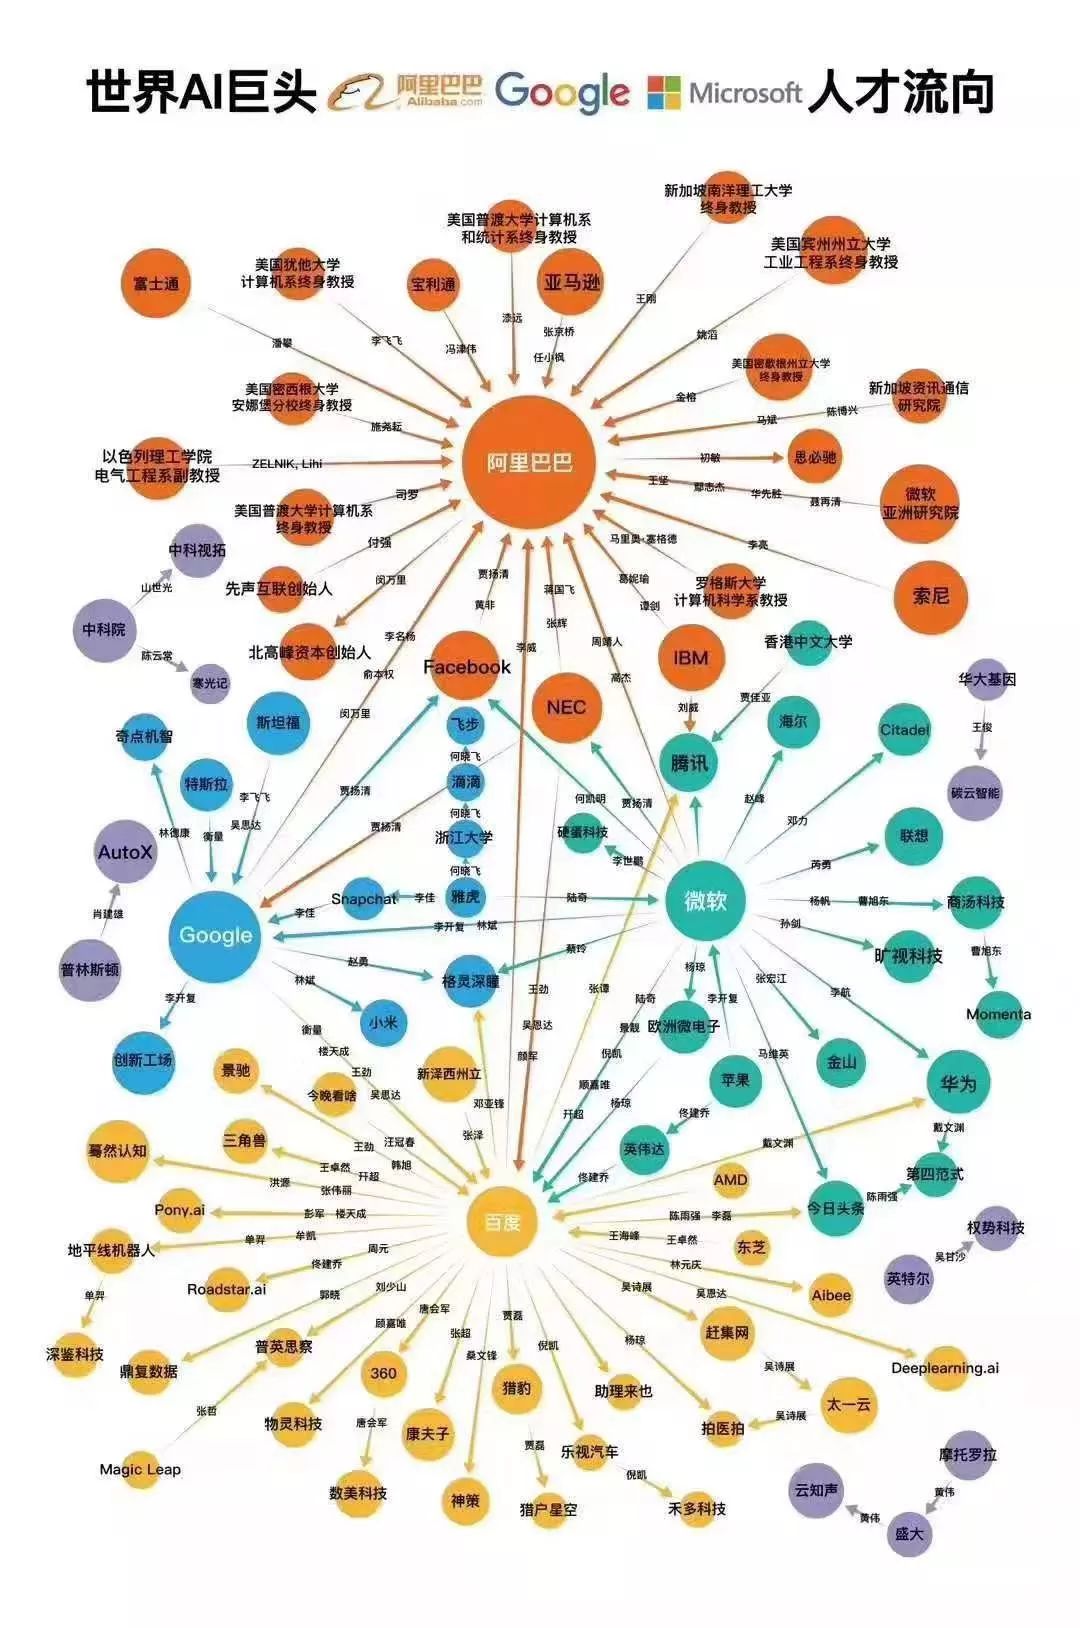 世界AI巨头 阿里巴巴 Alibaba.com Google Microsoft 人才流向
新加坡南洋理工大学
终身教授
美国普渡大学计算机系
和统计系终身教授
美国宾州州立大学
工业工程系终身教授
美国犹他大学
计算机系终身教授
富士通
宝利通
亚马逊
王刚
漆远
张京桥
姚滔
潘攀
李飞飞
冯津伟
任小枫
美国密歇根州立大学
终身教授
美国密西根大学
安娜堡分校终身教授
金榕
新加坡资讯通信
研究院
陈博兴
马斌
施尧耘
以色列理工学院
电气工程系副教授
ZELNIK, Lihi
阿里巴巴
初敏
思必驰
王坚
鄢志杰
华先胜
聂再清
微软
亚洲研究院
司罗
美国普渡大学计算机系
终身教授
付强
马里奥·塞格德
李亮
中科视拓
山世光
先声互联创始人
闵万里
贾扬清
黄非
蒋国飞
葛妮瑜
谭剑
罗格斯大学
计算机科学系教授
索尼
中科院
陈云常
寒光记
北高峰资本创始人
李名杨
俞本权
李威
张辉
周靖人
高杰
Facebook
IBM
香港中文大学
NEC
刘威
贾佳亚
华大基因
王俊
碳云智能
奇点机智
斯坦福
闵万里
飞步
何晓飞
滴滴
何晓飞
浙江大学
何晓飞
雅虎
腾讯
海尔
Citadel
特斯拉
李飞飞
吴思达
林德康
衡量
贾扬清
贾扬清
何凯明
贾扬清
赵峰
邓力
硬蛋科技
李世鹏
联想
芮勇
AutoX
肖建雄
普林斯顿
Snapchat
李佳
李佳
陆奇
微软
杨帆
曹旭东
商汤科技
Google
李开复
林斌
孙剑
旷视科技
曹旭东
Momenta
赵勇
格灵深瞳
蔡玲
杨琼
张宏江
李航
林斌
小米
李开复
创新工场
王劲
张谭
陆奇
李开复
欧洲微电子
衡量
楼天成
吴恩达
颜军
景鲲
倪凯
马维英
金山
苹果
华为
景驰
王劲
吴思达
今晚看啥
新泽西州立
邓亚锋
顺嘉唯
杨琼
开超
佟建乔
英伟达
戴文渊
戴文渊
三角兽
王劲
汪冠春
韩旭
张泽
蓦然认知
王卓然
开超
洪源
张伟丽
佟建乔
AMD
第四范式
陈雨强
今日头条
Pony.ai
彭军
楼天成
百度
陈雨强
李磊
地平线机器人
单羿
牟凯
王海峰
王卓然
东芝
权势科技
吴甘沙
英特尔
Roadstar.ai
佟建乔
周元
林元庆
Aibee
单羿
深鉴科技
郭晓
刘少山
顾嘉唯
唐会军
张超
桑文锋
贾磊
倪凯
吴诗展
吴恩达
杨琼
赶集网
鼎复数据
普英思察
360
猎豹
助理来也
吴诗展
Deeplearning.ai
太一云
张哲
物灵科技
唐会军
康夫子
贾磊
乐视汽车
拍医拍
吴诗展
Magic Leap
数美科技
神策
猎户星空
倪凯
禾多科技
云知声
黄伟
盛大
黄伟
摩托罗拉